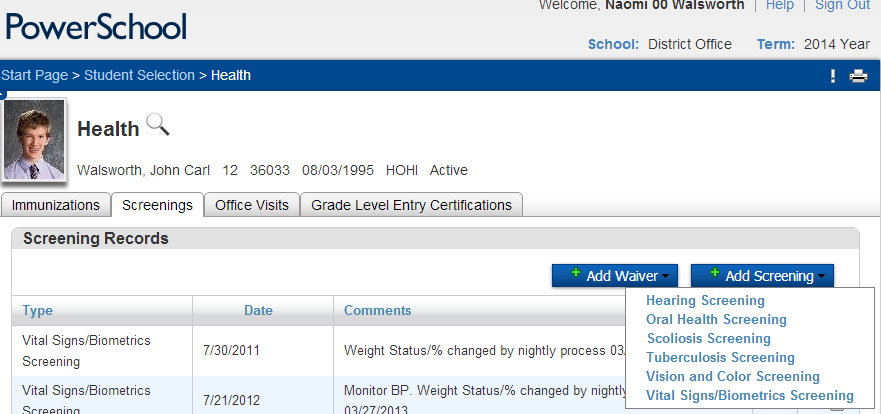 Welcome, Naomi 00 Walsworth | Help | Sign Out
PowerSchool
School: District Office Term: 2014 Year
Start Page > Student Selection > Health
Health
Walsworth, John Carl 12 36033 08/03/1995 HOHI Active
Immunizations Screenings Office Visits Grade Level Entry Certifications
Screening Records
Add Waiver Add Screening
Hearing Screening
Oral Health Screening
Scoliosis Screening
Tuberculosis Screening
Vision and Color Screening
Vital Signs/Biometrics Screening
Type Date Comments
Vital Signs/Biometrics
Screening
7/30/2011 Weight Status/% changed by nightly process 03/
Vital Signs/Biometrics
Screening
7/21/2012 Monitor BP. Weight Status/% changed by nightly
03/27/2013